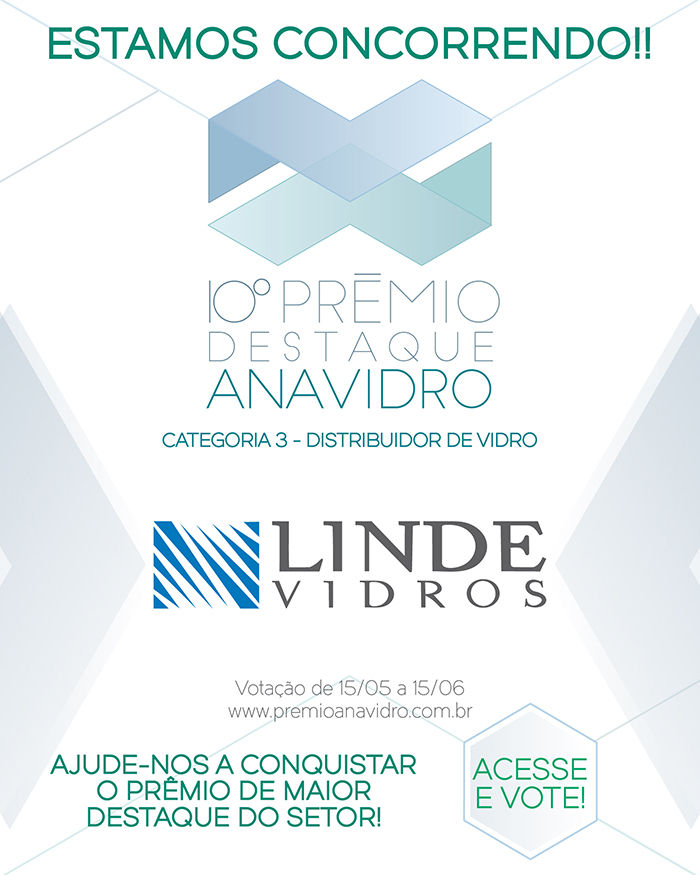 ESTAMOS CONCORRENDO!!
10º PRÊMIO
DESTAQUE
ANAVIDRO
CATEGORIA 3 - DISTRIBUIDOR DE VIDRO
LINDE
VIDROS
Votação de 15/05 a 15/06
www.premioanavidro.com.br
AJUDE-NOS A CONQUISTAR
O PRÊMIO DE MAIOR
DESTAQUE DO SETOR!
ACESSE
E VOTE!